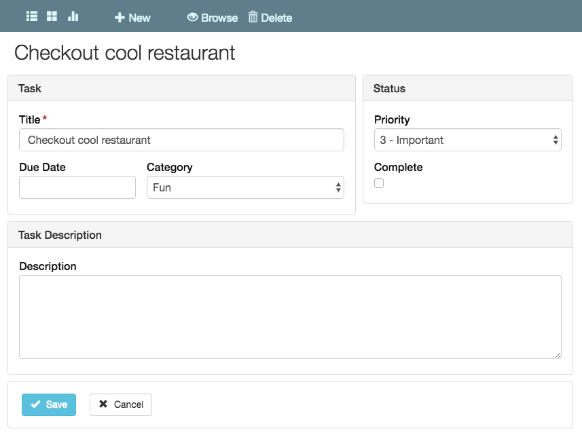 New Browse Delete
Checkout cool restaurant
Task
Status
Title *
Checkout cool restaurant
Priority
3 - Important
Due Date Category
Fun
Complete
Task Description
Description
Save Cancel